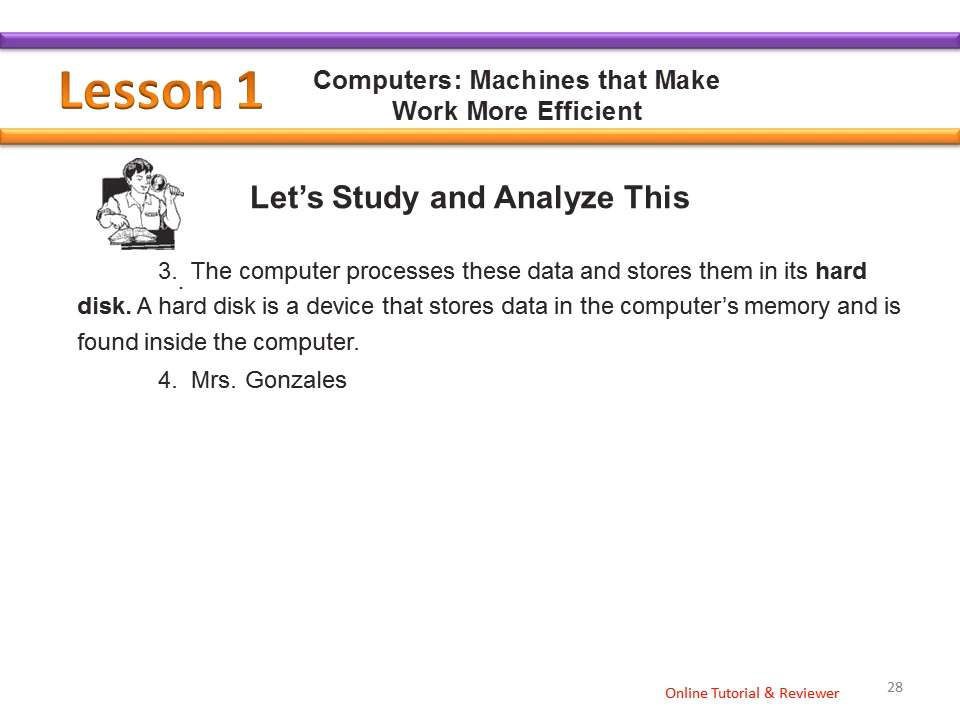 Lesson 1
Computers: Machines that Make
Work More Efficient
Let’s Study and Analyze This
3. The computer processes these data and stores them in its hard
.
disk. A hard disk is a device that stores data in the computer’s memory and is
found inside the computer.
4. Mrs. Gonzales
Online Tutorial & Reviewer
28